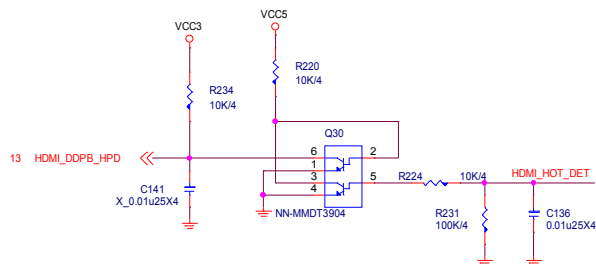 VCC3
VCC5
R234
10K/4
R220
10K/4
Q30
13 HDMI_DDPB_HPD
6
2
1
3
5
4
R224
10K/4
HDMI_HOT_DET
C141
X_0.01u25X4
NN-MMDT3904
R231
100K/4
C136
0.01u25X4